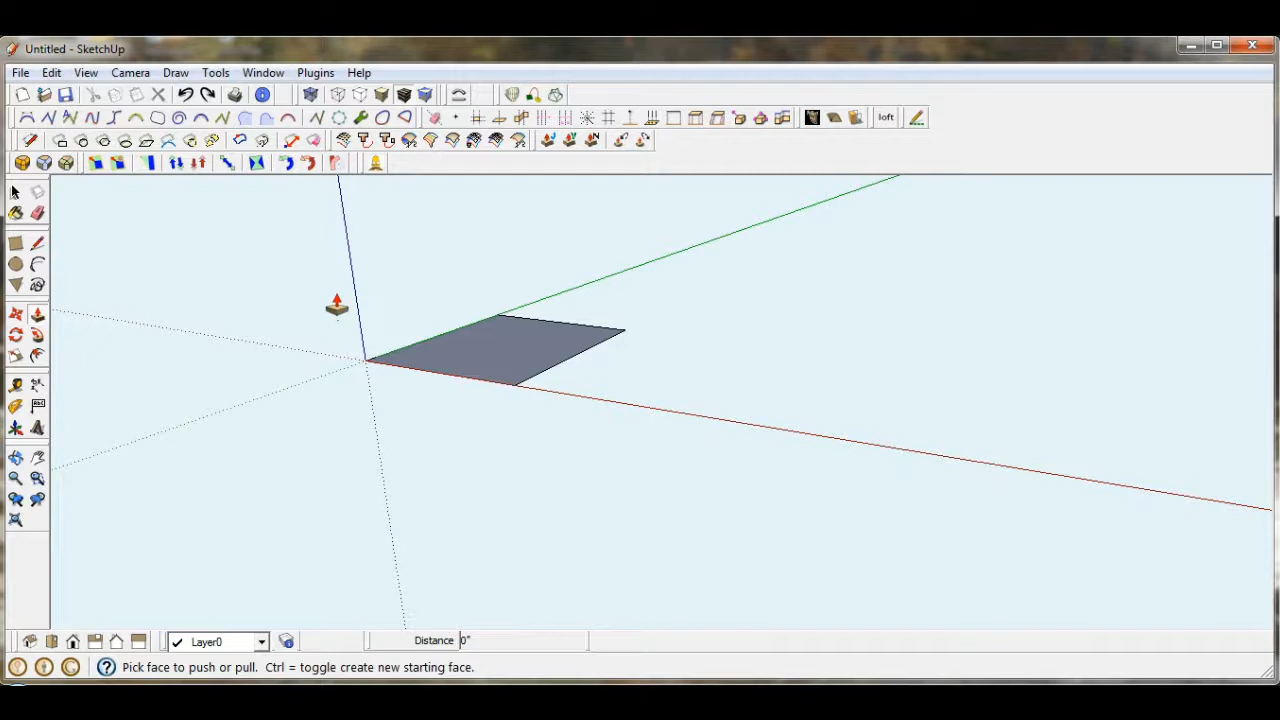 Untitled - SketchUp
File Edit View Camera Draw Tools Window Plugins Help
loft
Abc
Layer0 Distance 0"
Pick face to push or pull. Ctrl = toggle create new starting face.